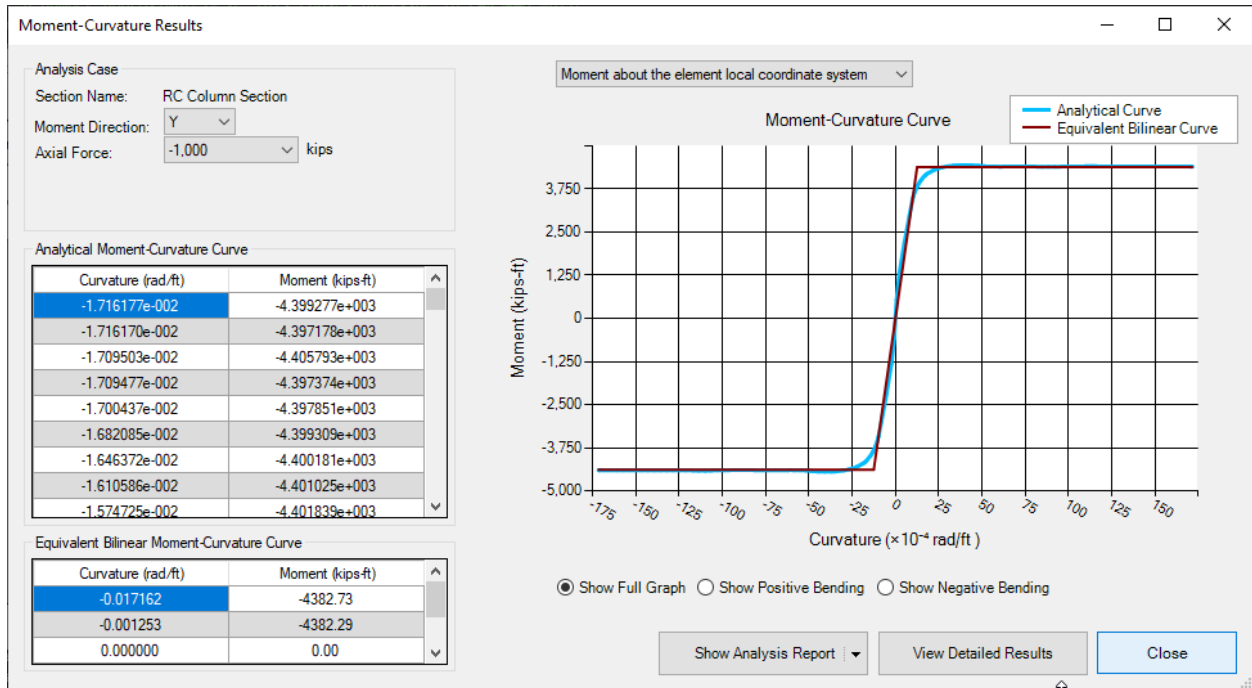 Moment-Curvature Results
Analysis Case
Section Name: RC Column Section
Moment Direction: Y
Axial Force: -1,000 kips
Analytical Moment-Curvature Curve
Curvature (rad/ft) Moment (kips-ft)
-1.716177e-002 -4.399277e+003
-1.716170e-002 -4.397178e+003
-1.709503e-002 -4.405793e+003
-1.709477e-002 -4.397374e+003
-1.700437e-002 -4.397851e+003
-1.682085e-002 -4.399309e+003
-1.646372e-002 -4.400181e+003
-1.610586e-002 -4.401025e+003
-1.574725e-002 -4.401839e+003
Equivalent Bilinear Moment-Curvature Curve
Curvature (rad/ft) Moment (kips-ft)
-0.017162 -4382.73
-0.001253 -4382.29
0.000000 0.00
Moment about the element local coordinate system
Moment-Curvature Curve
Analytical Curve
Equivalent Bilinear Curve
Moment (kips-ft)
3,750
2,500
1,250
0
-1,250
-2,500
-3,750
-5,000
-175 -150 -125 -100 -75 -50 -25 0 25 50 75 100 125 150
Curvature (×10⁻⁴ rad/ft )
Show Full Graph Show Positive Bending Show Negative Bending
Show Analysis Report View Detailed Results Close